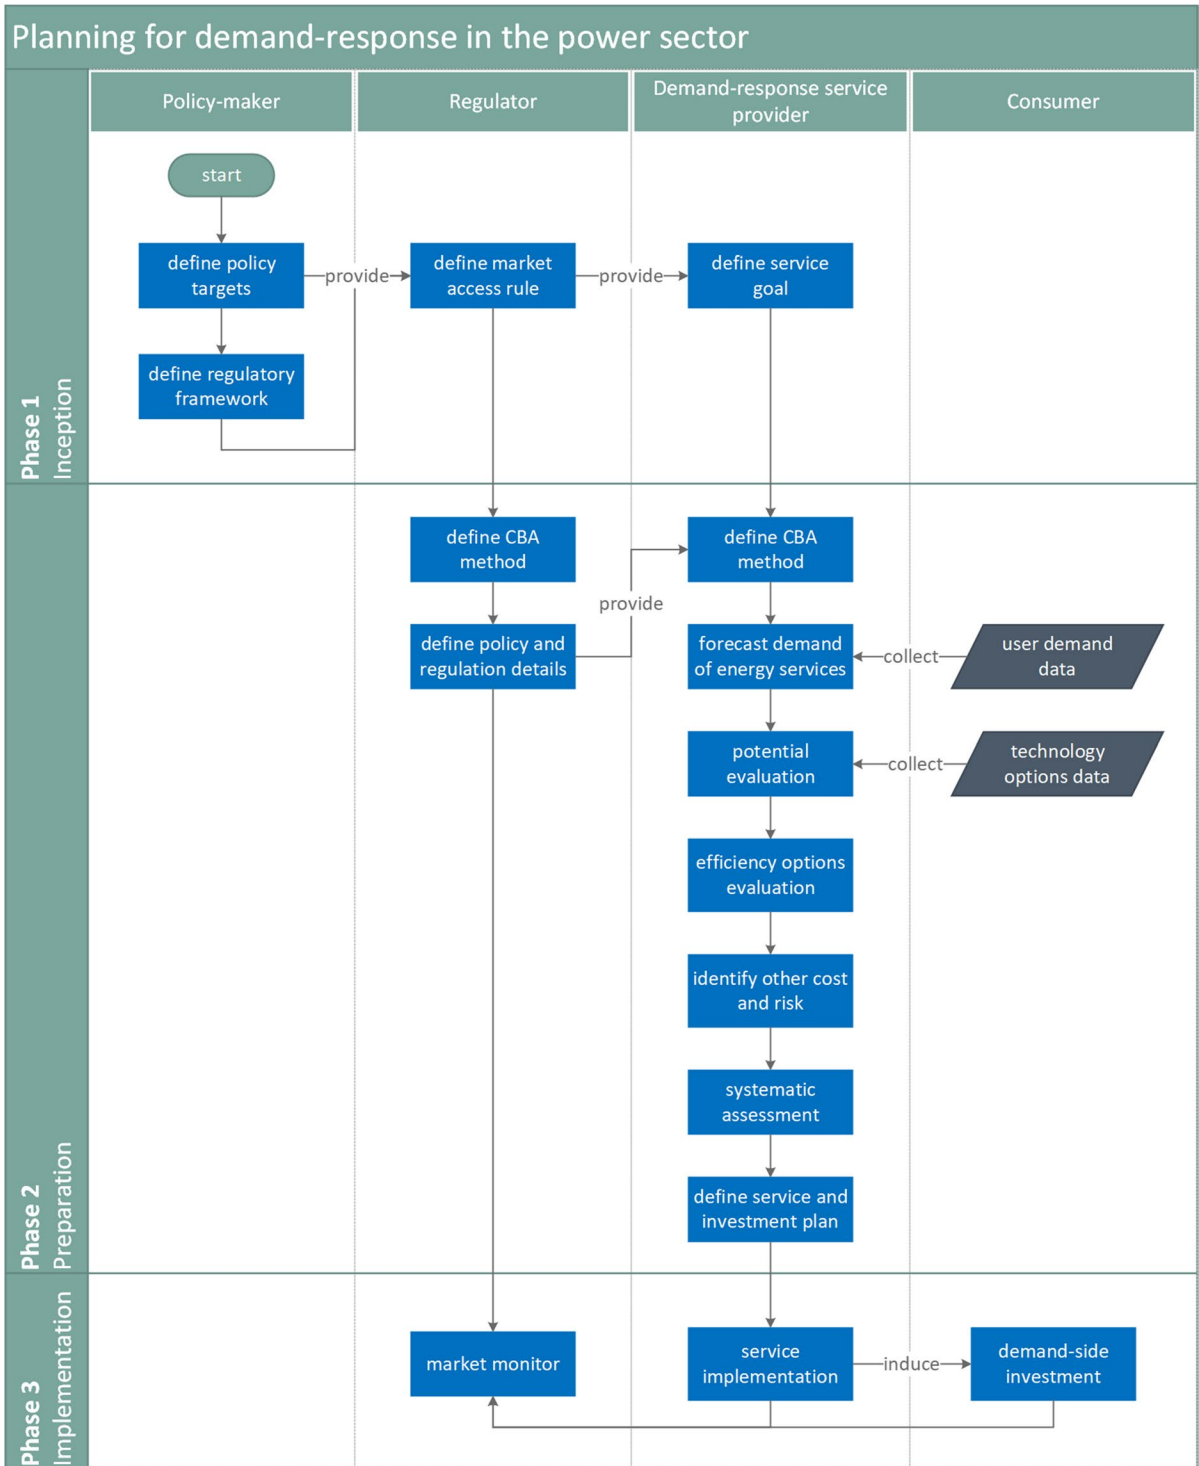 Planning for demand-response in the power sector
Policy-maker
Regulator
Demand-response service
provider
Consumer
Phase 1
Inception
start
define policy
targets
provide
define market
access rule
provide
define service
goal
define regulatory
framework
Phase 2
Preparation
define CBA
method
define CBA
method
provide
define policy and
regulation details
forecast demand
of energy services
collect
user demand
data
potential
evaluation
collect
technology
options data
efficiency options
evaluation
identify other cost
and risk
systematic
assessment
define service and
investment plan
Phase 3
Implementation
market monitor
service
implementation
induce
demand-side
investment